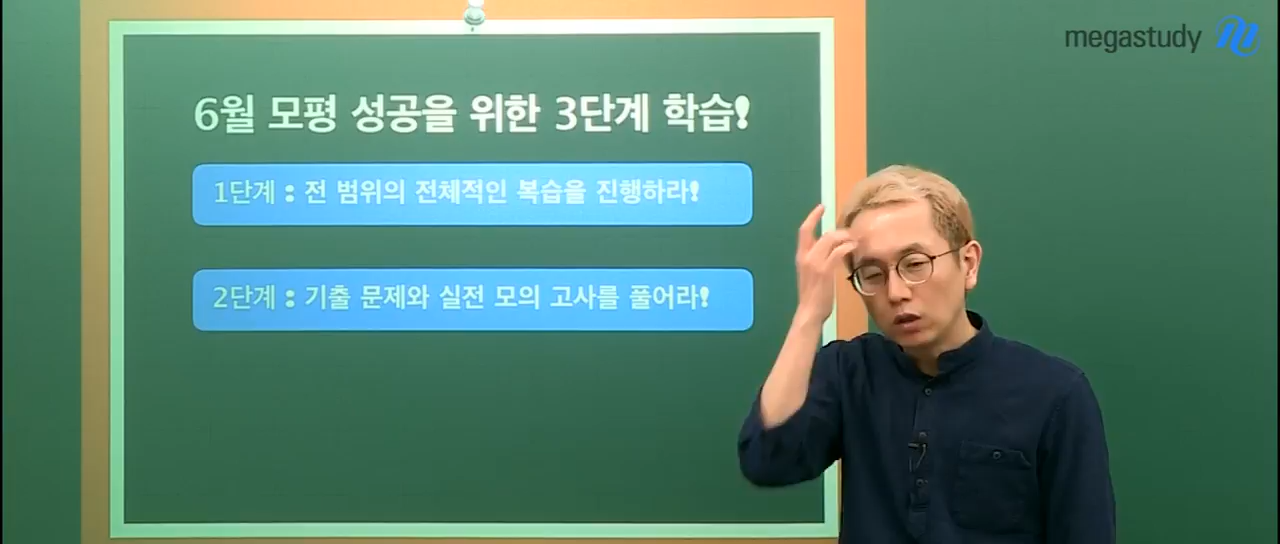 megastudy
6월 모평 성공을 위한 3단계 학습!
1단계 : 전 범위의 전체적인 복습을 진행하라!
2단계 : 기출 문제와 실전 모의 고사를 풀어라!